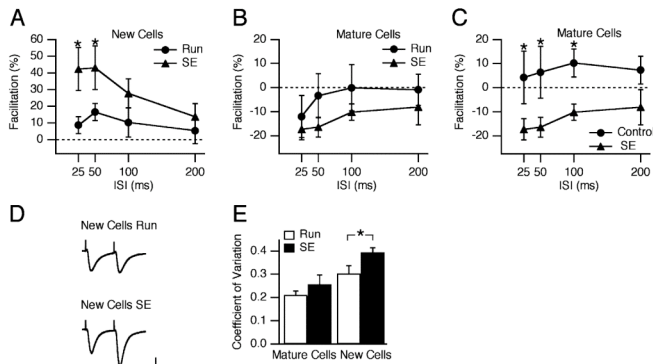 A
New Cells
Facilitation (%)
60
50
40
30
20
10
0
* *
Run
SE
25 50 100 200
ISI (ms)
B
Mature Cells
Facilitation (%)
20
10
0
-10
-20
Run
SE
25 50 100 200
ISI (ms)
C
Mature Cells
Facilitation (%)
20
10
0
-10
-20
* * *
Control
SE
25 50 100 200
ISI (ms)
D
New Cells Run
New Cells SE
E
Coefficient of Variation
0.4
0.3
0.2
0.1
0.0
Run
SE
*
Mature Cells New Cells